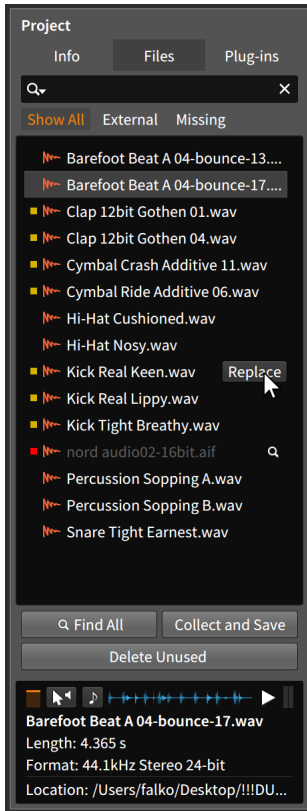 Project
Info Files Plug-ins
Show All External Missing
Barefoot Beat A 04-bounce-13....
Barefoot Beat A 04-bounce-17....
Clap 12bit Gothen 01.wav
Clap 12bit Gothen 04.wav
Cymbal Crash Additive 11.wav
Cymbal Ride Additive 06.wav
Hi-Hat Cushioned.wav
Hi-Hat Nosy.wav
Kick Real Keen.wav Replace
Kick Real Lippy.wav
Kick Tight Breathy.wav
nord audio02-16bit.aif
Percussion Sopping A.wav
Percussion Sopping B.wav
Snare Tight Earnest.wav
Find All Collect and Save
Delete Unused
Barefoot Beat A 04-bounce-17.wav
Length: 4.365 s
Format: 44.1kHz Stereo 24-bit
Location: /Users/falko/Desktop/!!!DU...